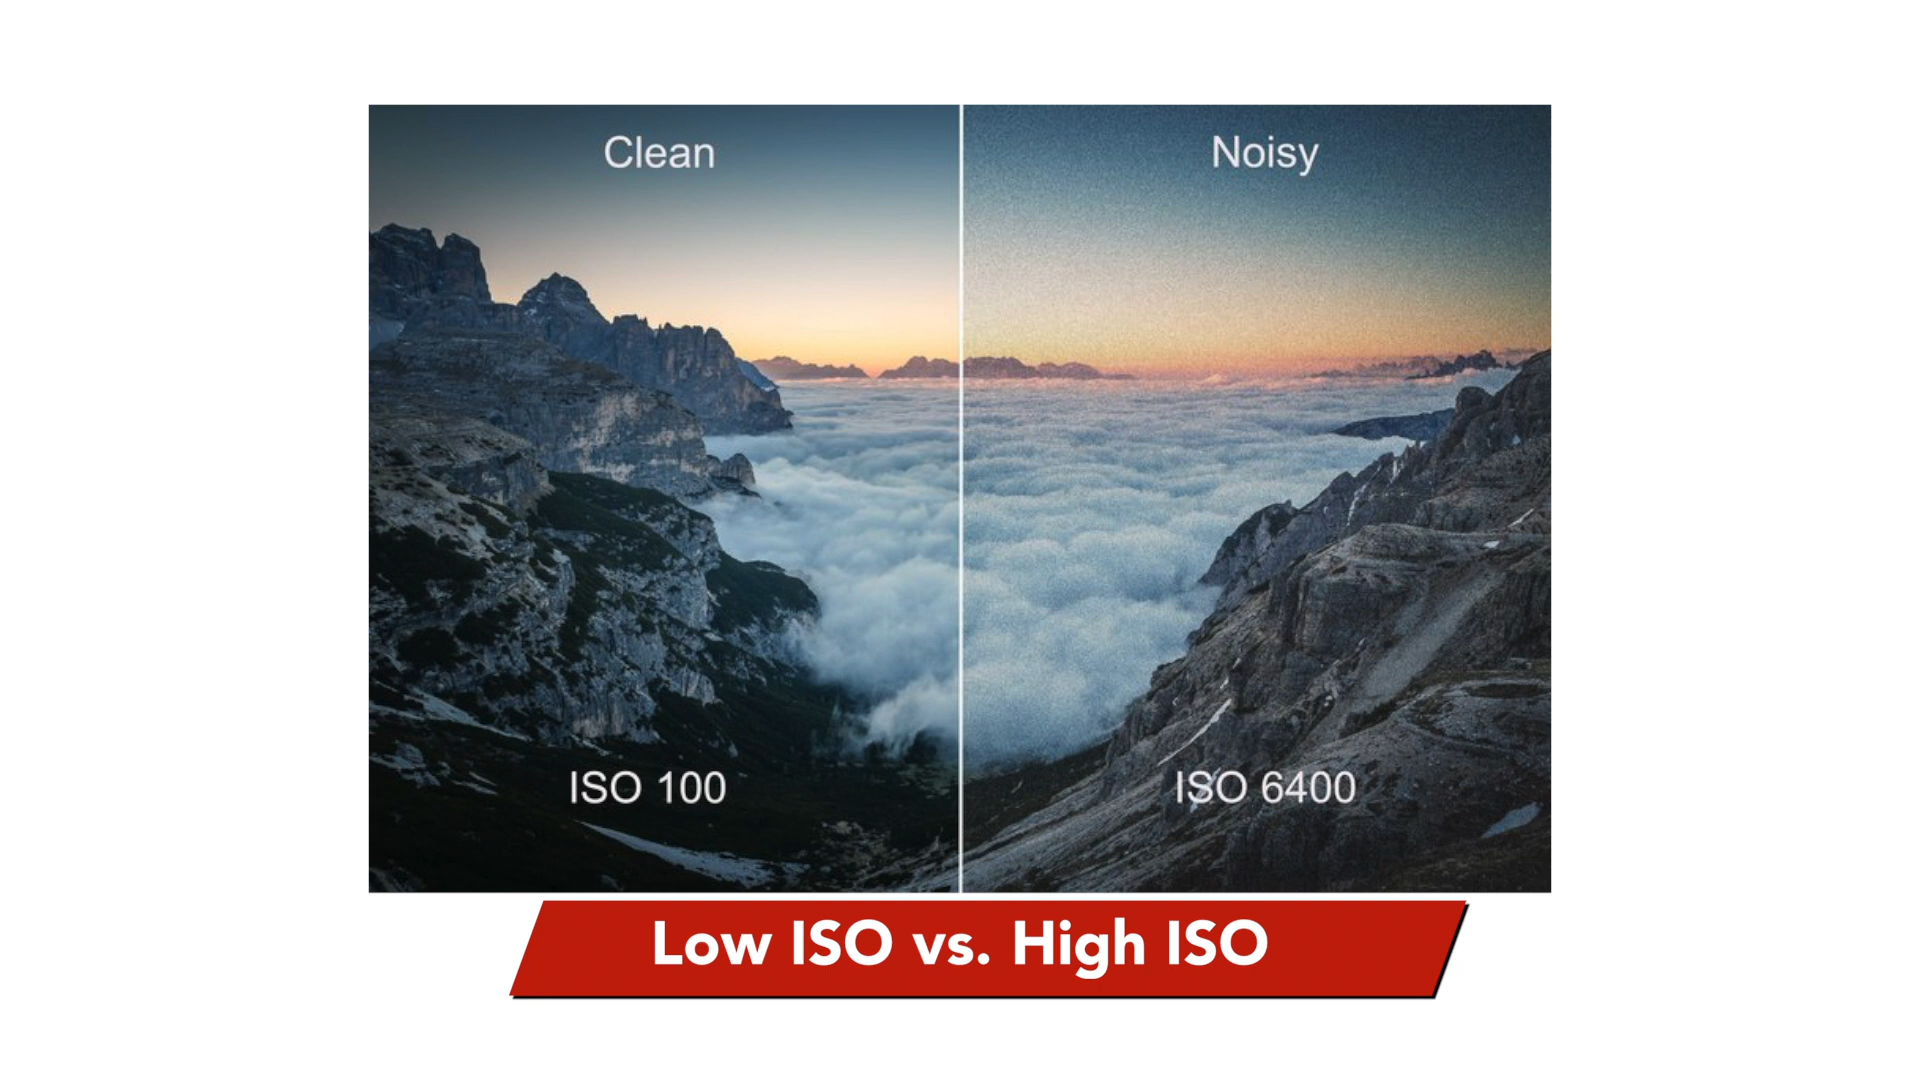 Clean
Noisy
ISO 100
ISO 6400
Low ISO vs. High ISO